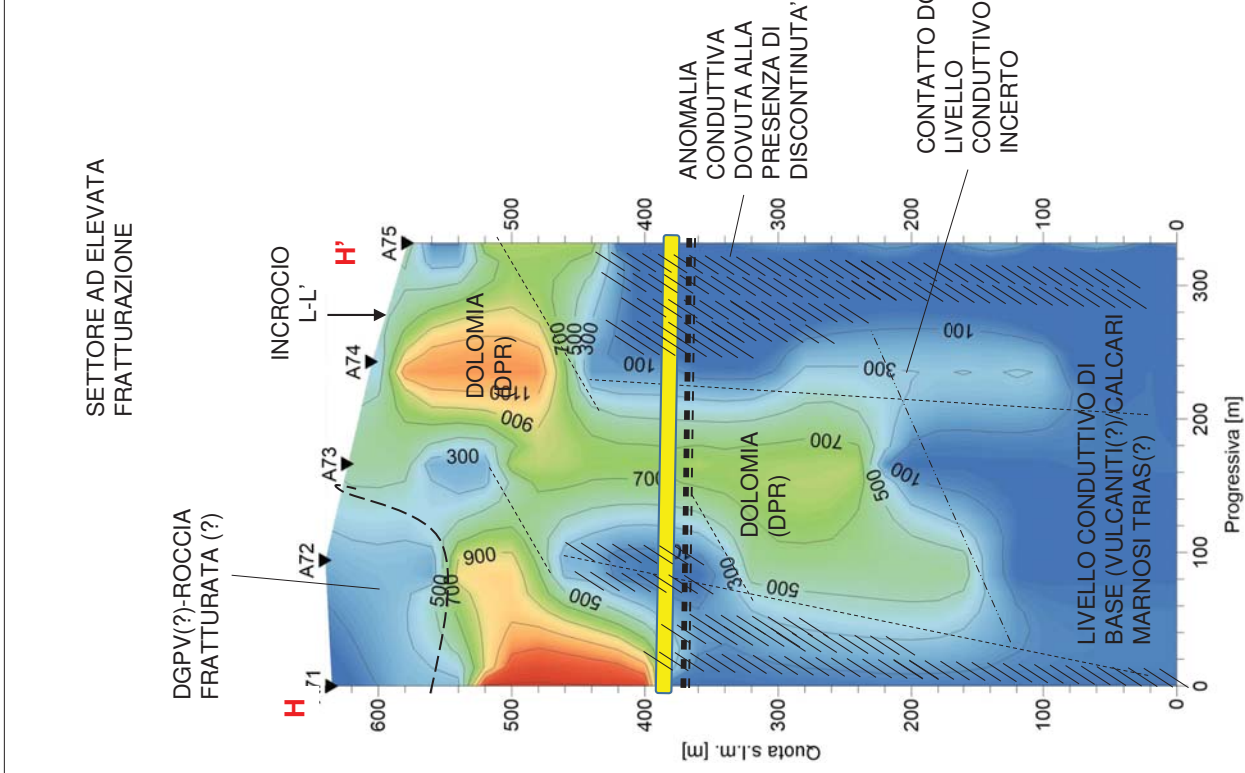 SETTORE AD ELEVATA
FRATTURAZIONE
DGPV(?)-ROCCIA
FRATTURATA (?)
INCROCIO
L-L'
H
H'
71
A72
A73
A74
A75
600
500
400
300
200
100
0
Quota s.l.m. [m]
500
400
300
200
100
0
0
100
200
300
Progressiva [m]
500
700
900
300
900
1100
DOLOMIA
(DPR)
700
500
300
500
700
100
300
DOLOMIA
(DPR)
700
500
500
100
300
100
LIVELLO CONDUTTIVO DI
BASE (VULCANITI(?)/CALCARI
MARNOSI TRIAS(?)
ANOMALIA
CONDUTTIVA
DOVUTA ALLA
PRESENZA DI
DISCONTINUTA'
CONTATTO
LIVELLO
CONDUTTIVO
INCERTO